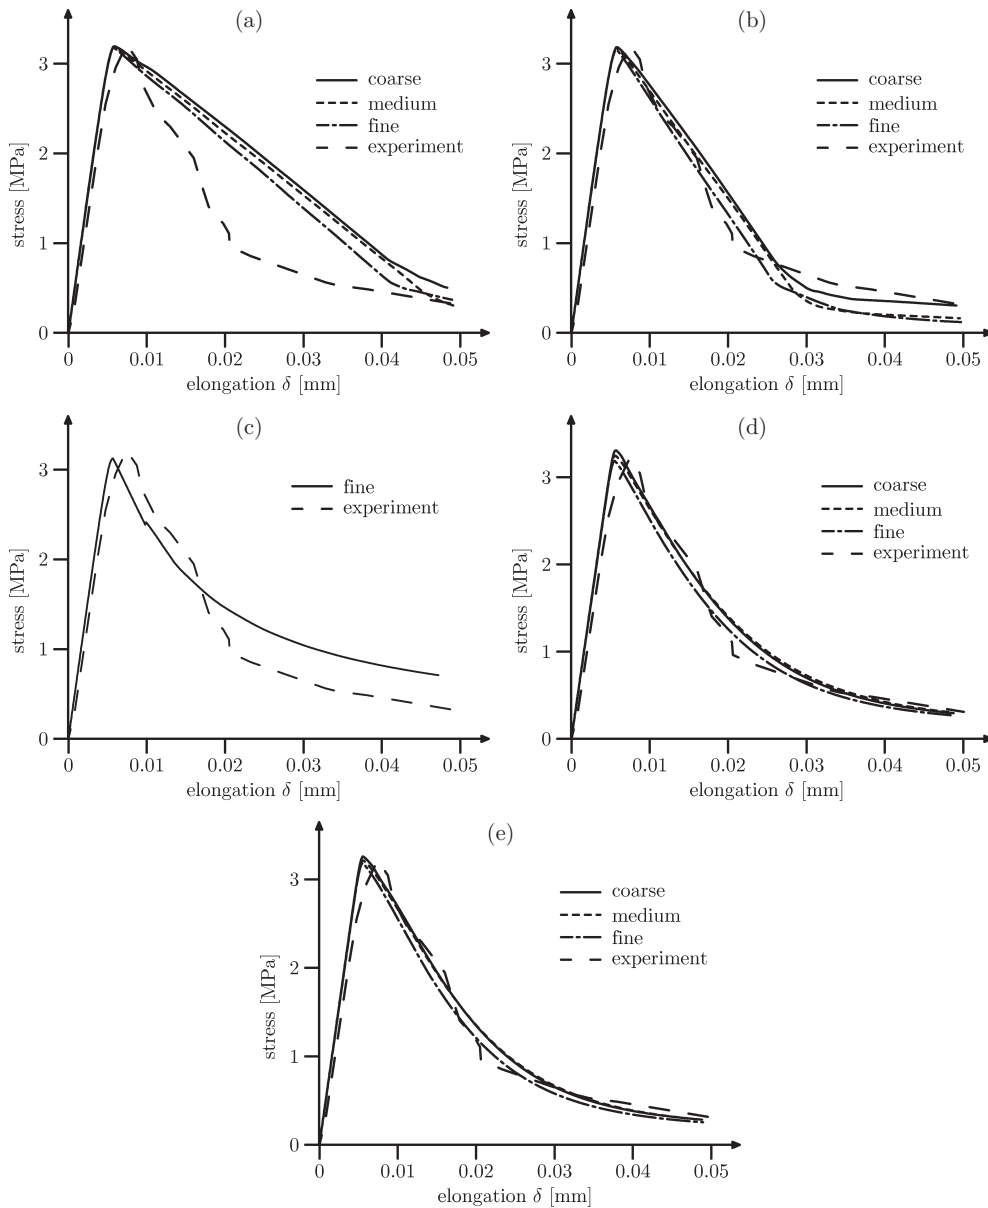 (a)
3
2
1
0
stress [MPa]
coarse
medium
fine
experiment
0 0.01 0.02 0.03 0.04 0.05
elongation δ [mm]
(b)
3
2
1
0
stress [MPa]
coarse
medium
fine
experiment
0 0.01 0.02 0.03 0.04 0.05
elongation δ [mm]
(c)
3
2
1
0
stress [MPa]
fine
experiment
0 0.01 0.02 0.03 0.04 0.05
elongation δ [mm]
(d)
3
2
1
0
stress [MPa]
coarse
medium
fine
experiment
0 0.01 0.02 0.03 0.04 0.05
elongation δ [mm]
(e)
3
2
1
0
stress [MPa]
coarse
medium
fine
experiment
0 0.01 0.02 0.03 0.04 0.05
elongation δ [mm]